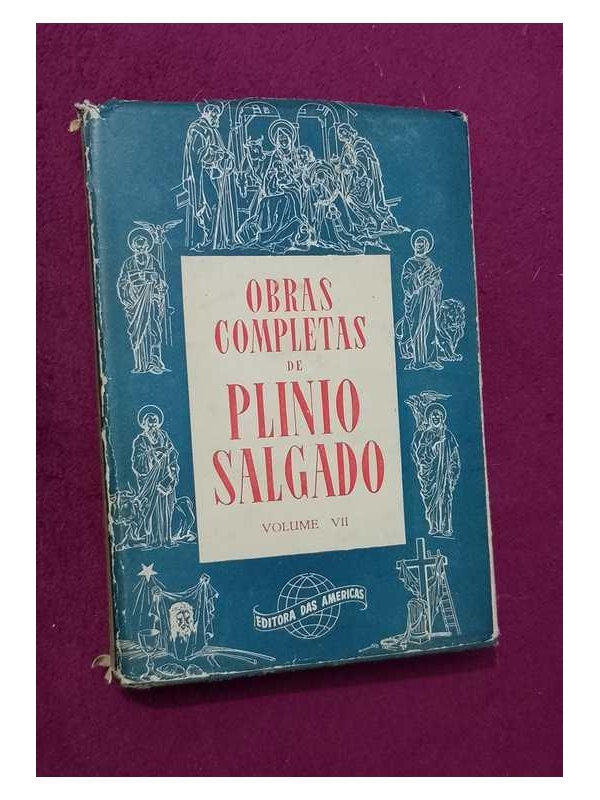 OBRAS
COMPLETAS
DE
PLINIO
SALGADO
VOLUME VII
EDITORA DAS AMERICAS